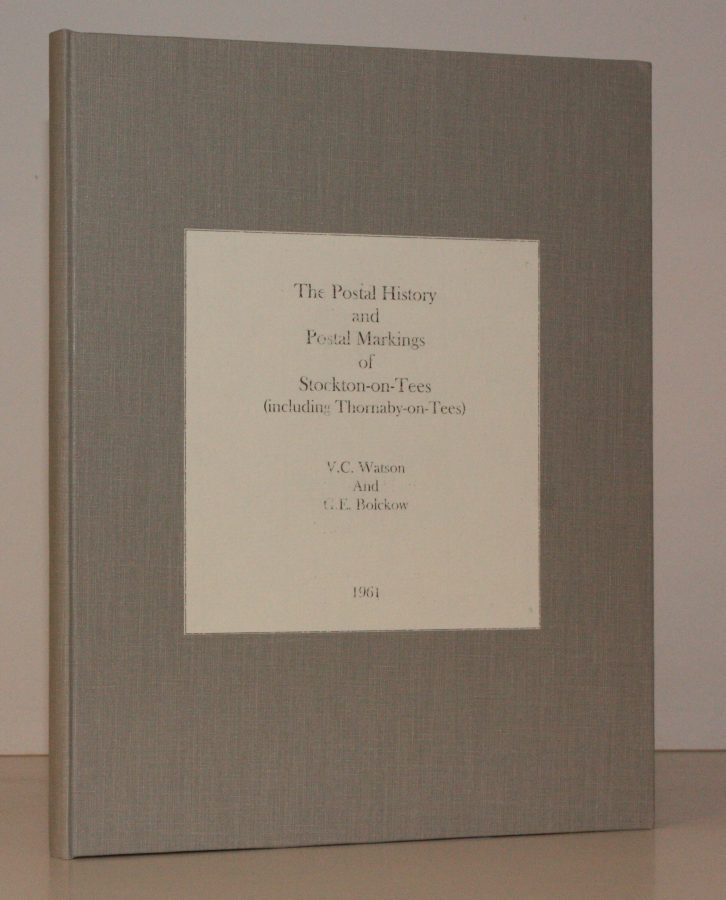 The Postal History
and
Postal Markings
of
Stockton-on-Tees
(including Thornaby-on-Tees)
V.C. Watson
And
G.E. Bolckow
1961